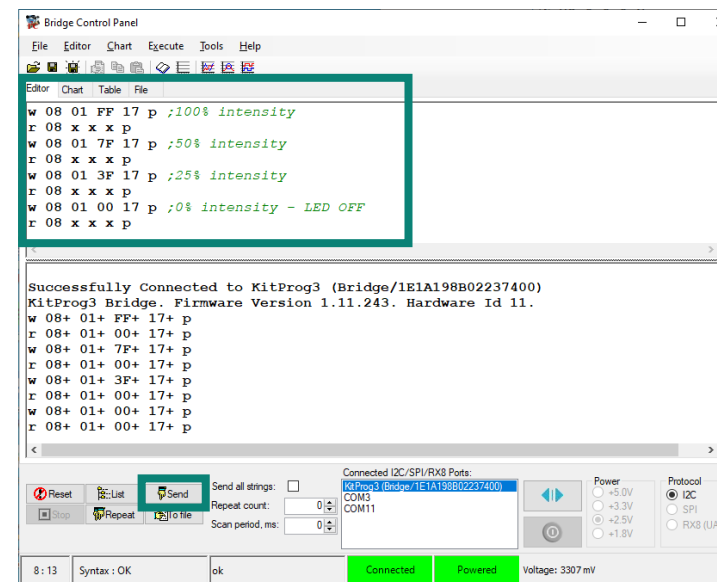 Bridge Control Panel
File Editor Chart Execute Tools Help
Editor Chart Table File
w 08 01 FF 17 p ;100% intensity
r 08 x x x p
w 08 01 7F 17 p ;50% intensity
r 08 x x x p
w 08 01 3F 17 p ;25% intensity
r 08 x x x p
w 08 01 00 17 p ;0% intensity - LED OFF
r 08 x x x p
Successfully Connected to KitProg3 (Bridge/1E1A198B02237400)
KitProg3 Bridge. Firmware Version 1.11.243. Hardware Id 11.
w 08+ 01+ FF+ 17+ p
r 08+ 01+ 00+ 17+ p
w 08+ 01+ 7F+ 17+ p
r 08+ 01+ 00+ 17+ p
w 08+ 01+ 3F+ 17+ p
r 08+ 01+ 00+ 17+ p
w 08+ 01+ 00+ 17+ p
r 08+ 01+ 00+ 17+ p
Connected I2C/SPI/RX8 Ports:
Reset List Send
Stop Repeat To file
Send all strings:
Repeat count: 0
Scan period, ms: 0
KitProg3 (Bridge/1E1A198B02237400)
COM3
COM11
Power
+5.0V
+3.3V
+2.5V
+1.8V
Protocol
I2C
SPI
RX8 (UA
8 : 13 Syntax : OK ok Connected Powered Voltage: 3307 mV